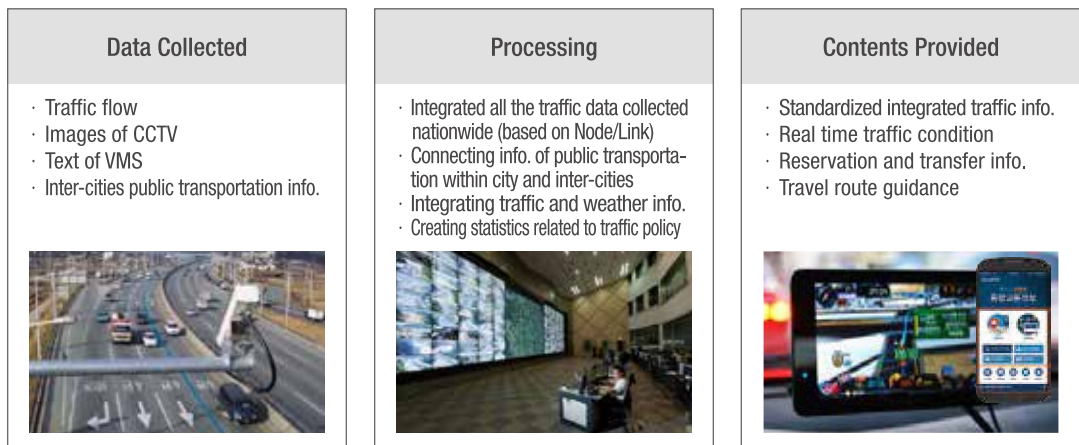 Data Collected
· Traffic flow
· Images of CCTV
· Text of VMS
· Inter-cities public transportation info.
Processing
· Integrated all the traffic data collected
nationwide (based on Node/Link)
· Connecting info. of public transporta-
tion within city and inter-cities
· Integrating traffic and weather info.
· Creating statistics related to traffic policy
Contents Provided
· Standardized integrated traffic info.
· Real time traffic condition
· Reservation and transfer info.
· Travel route guidance